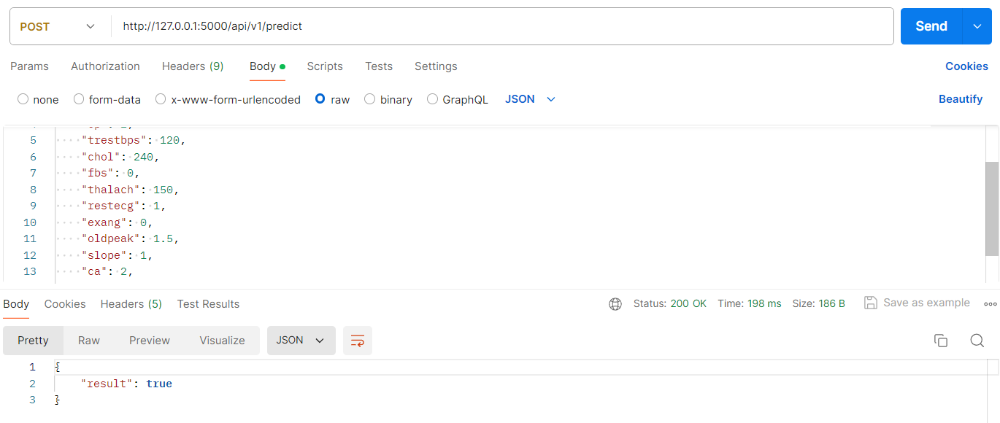 POST http://127.0.0.1:5000/api/v1/predict Send
Params Authorization Headers (9) Body Scripts Tests Settings Cookies
none form-data x-www-form-urlencoded raw binary GraphQL JSON Beautify
5 "trestbps": 120,
6 "chol": 240,
7 "fbs": 0,
8 "thalach": 150,
9 "restecg": 1,
10 "exang": 0,
11 "oldpeak": 1.5,
12 "slope": 1,
13 "ca": 2,
Body Cookies Headers (5) Test Results Status: 200 OK Time: 198 ms Size: 186 B Save as example
Pretty Raw Preview Visualize JSON
1 {
2 "result": true
3 }